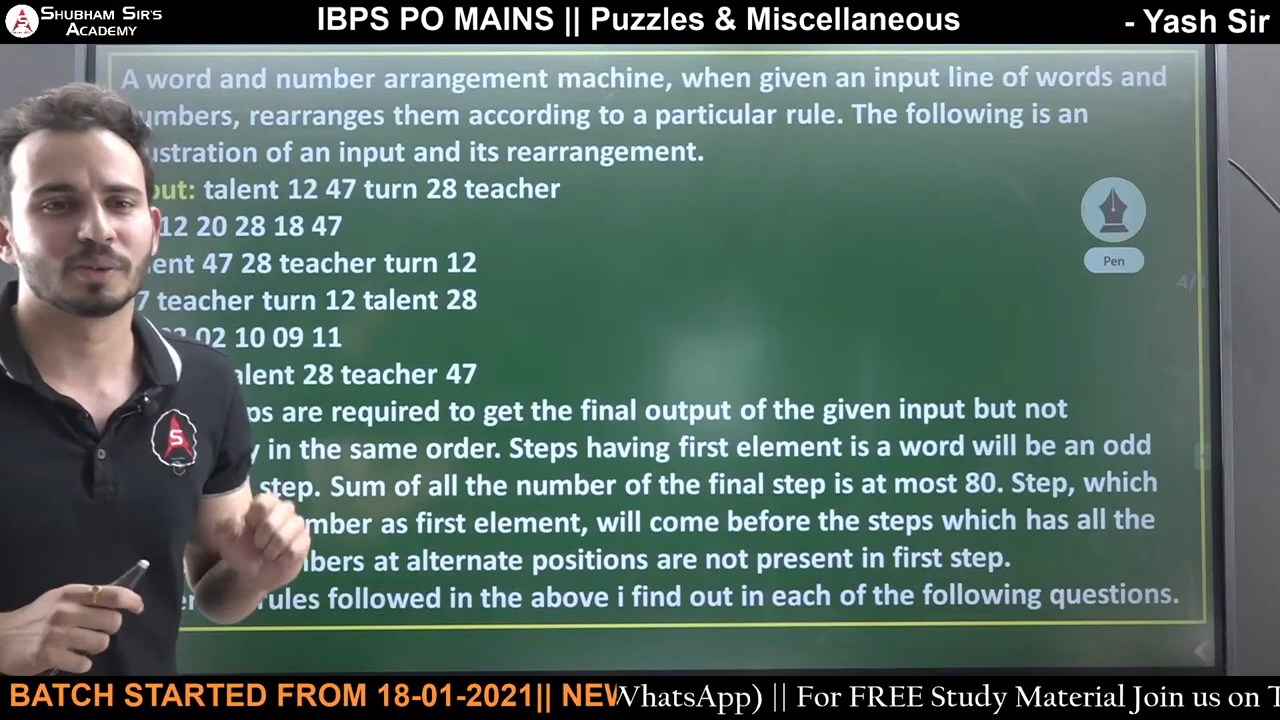 SHUBHAM SIR'S
ACADEMY
IBPS PO MAINS || Puzzles & Miscellaneous
- Yash Sir
A word and number arrangement machine, when given an input line of words and
umbers, rearranges them according to a particular rule. The following is an
ustration of an input and its rearrangement.
out: talent 12 47 turn 28 teacher
12 20 28 18 47
ent 47 28 teacher turn 12
7 teacher turn 12 talent 28
02 10 09 11
alent 28 teacher 47
ps are required to get the final output of the given input but not
y in the same order. Steps having first element is a word will be an odd
step. Sum of all the number of the final step is at most 80. Step, which
mber as first element, will come before the steps which has all the
bers at alternate positions are not present in first step.
rules followed in the above i find out in each of the following questions.
Pen
S
BATCH STARTED FROM 18-01-2021|| NEW
WhatsApp) || For FREE Study Material Join us on T